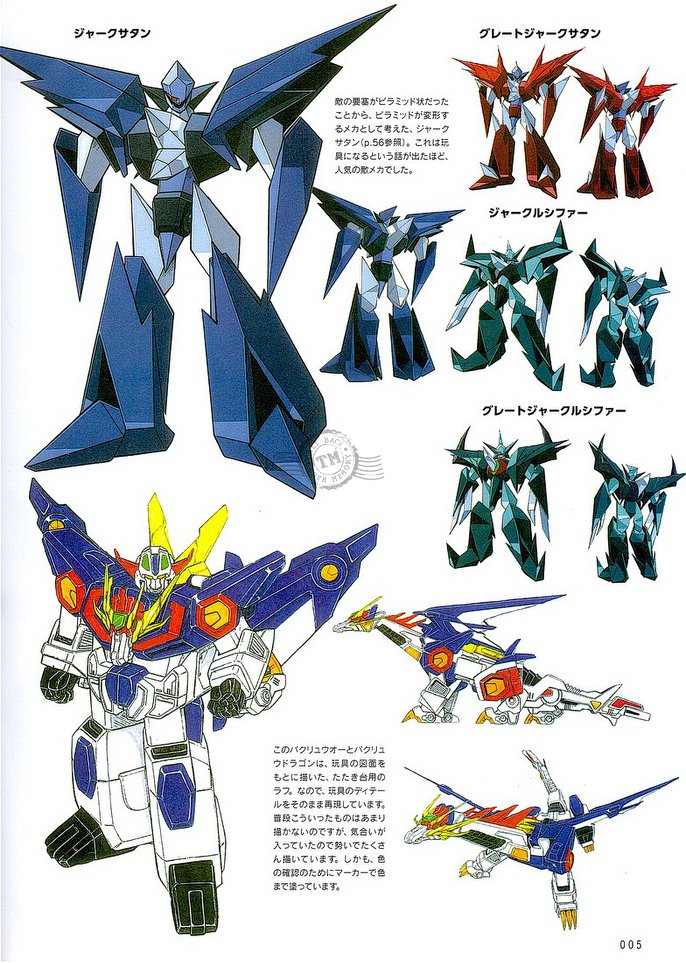 ジャークサタン
グレートジャークサタン
敵の要塞がピラミッド状だった
ことから、ピラミッドが変形す
るメカとして考えた、ジャーク
サタン(p.56参照)。これは玩
具になるという話が出たほど、
人気の敵メカでした。
ジャークルシファー
グレートジャークルシファー
TM
このバクリュウオーとバクリュ
ウドラゴンは、玩具の図面を
もとに描いた、たたき台用の
ラフ。なので、玩具のディテー
ルをそのまま再現しています。
普段こういったものはあまり
描かないのですが、気合いが
入っていたので勢いでたくさ
ん描いています。しかも、色
の確認のためにマーカーで色
まで塗っています。
005